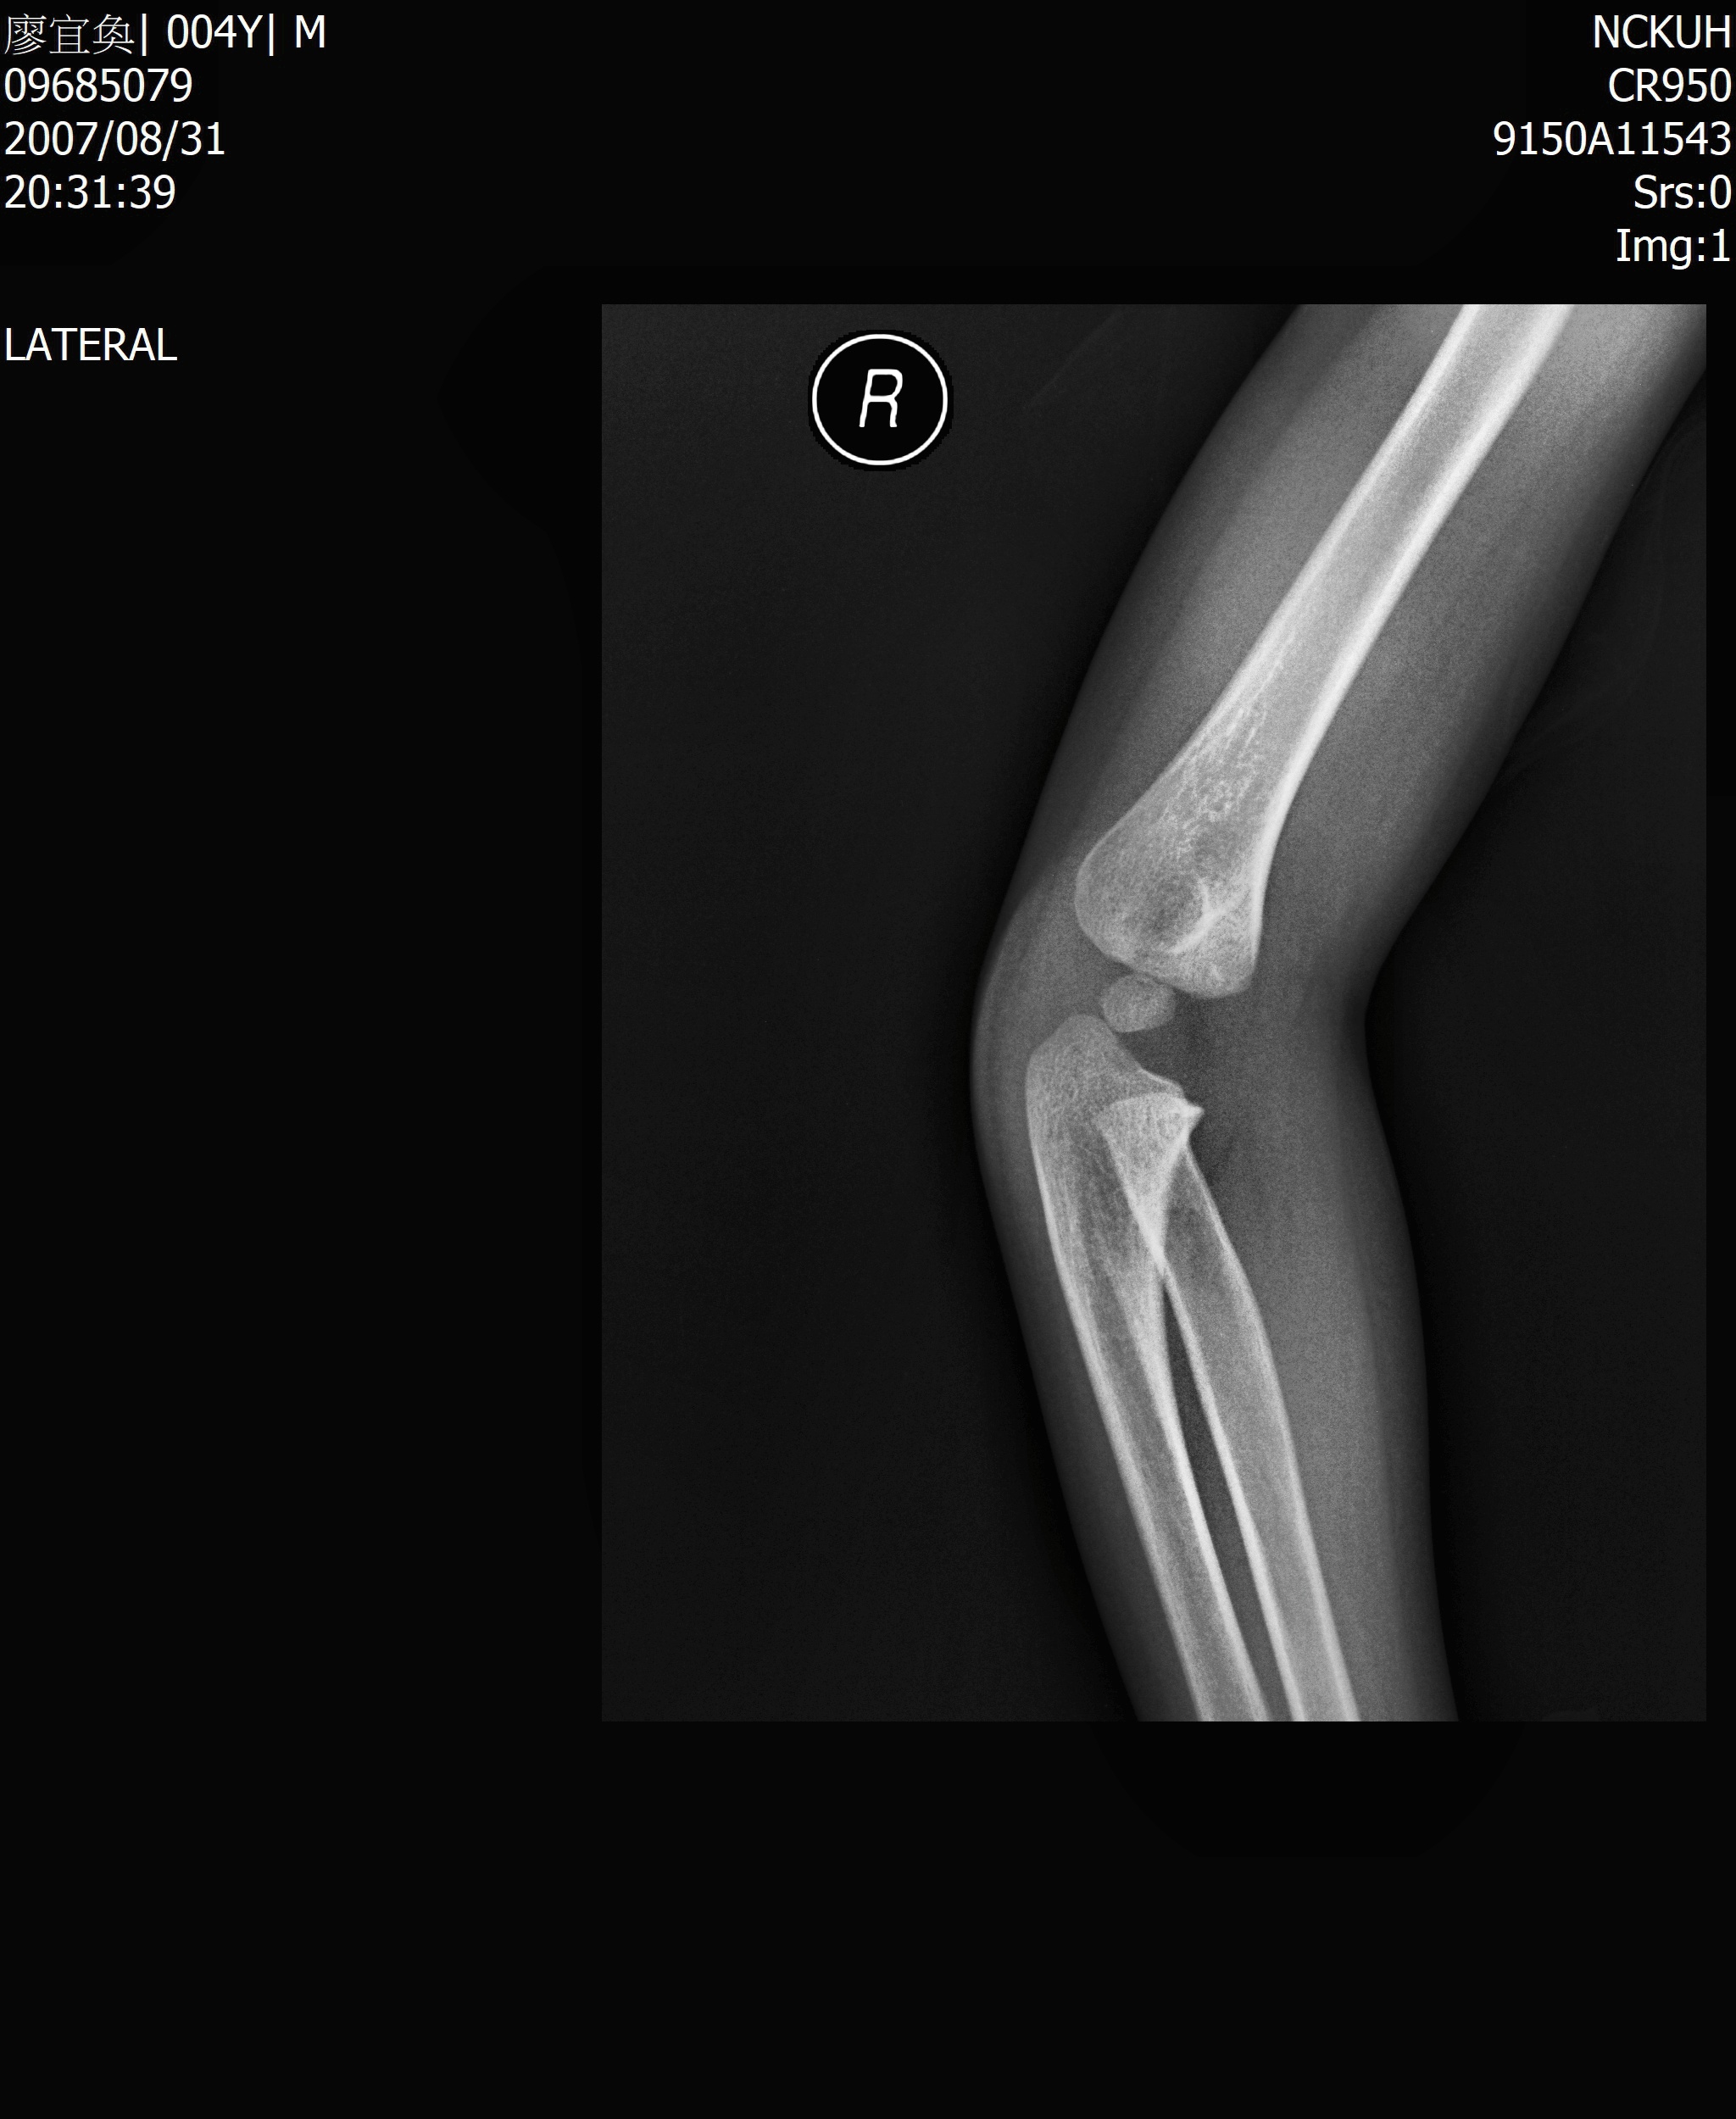 廖宜奐| 004Y| M
09685079
2007/08/31
20:31:39
LATERAL
NCKUH
CR950
9150A11543
Srs:0
Img:1
R